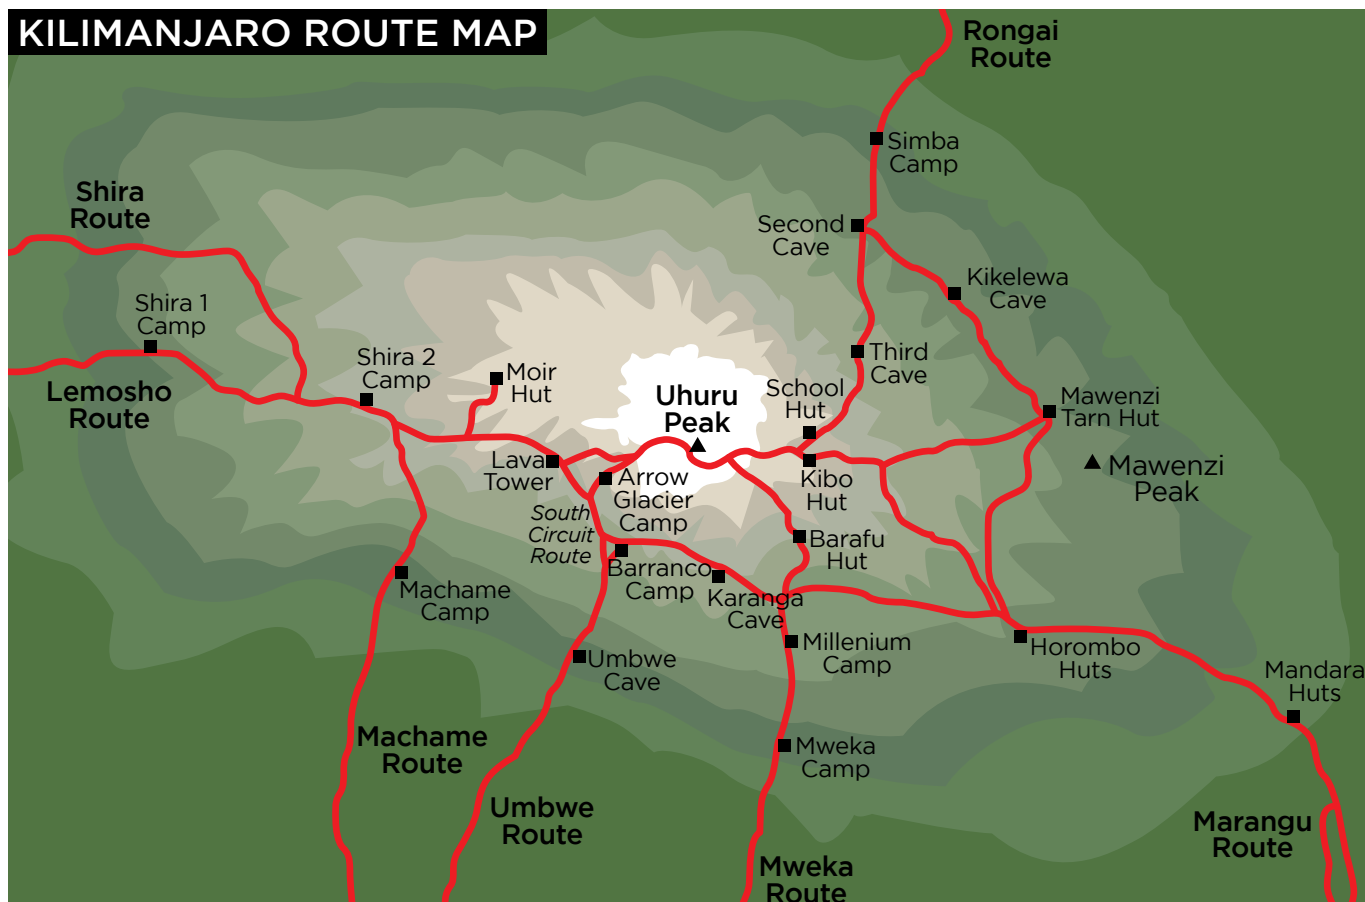 KILIMANJARO ROUTE MAP
Rongai
Route
Simba
Camp
Shira
Route
Second
Cave
Kikelewa
Cave
Shira 1
Camp
Shira 2
Camp
Moir
Hut
Third
Cave
School
Hut
Lemosho
Route
Uhuru
Peak
Mawenzi
Tarn Hut
Lava
Tower
Arrow
Glacier
Camp
Kibo
Hut
Mawenzi
Peak
South
Circuit
Route
Barafu
Hut
Barranco
Camp
Machame
Camp
Karanga
Cave
Millenium
Camp
Horombo
Huts
Umbwe
Cave
Mandara
Huts
Machame
Route
Mweka
Camp
Umbwe
Route
Marangu
Route
Mweka
Route